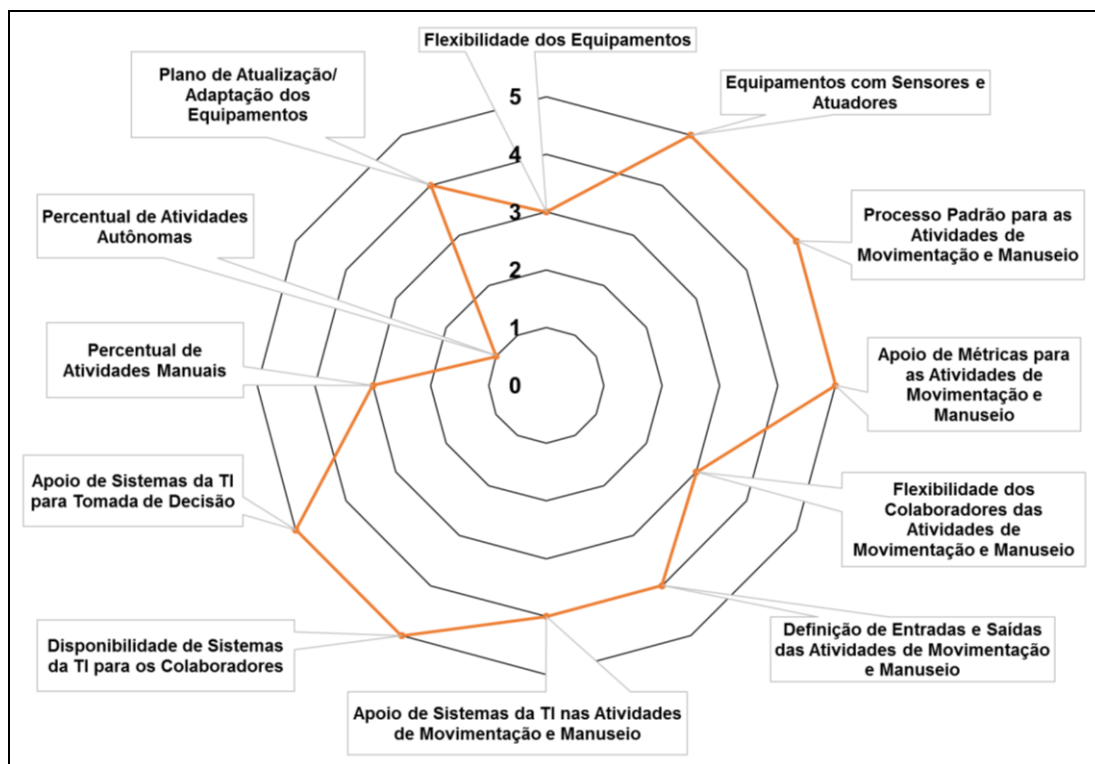 Flexibilidade dos Equipamentos
Plano de Atualização/
Adaptação dos
Equipamentos
Equipamentos com Sensores e
Atuadores
5
4
Percentual de Atividades
Autônomas
Processo Padrão para as
Atividades de
Movimentação e Manuseio
3
2
1
Percentual de
Atividades Manuais
Apoio de Métricas para
as Atividades de
Movimentação e
Manuseio
0
Apoio de Sistemas da TI
para Tomada de Decisão
Flexibilidade dos
Colaboradores das
Atividades de
Movimentação e Manuseio
Disponibilidade de Sistemas
da TI para os Colaboradores
Definição de Entradas e Saídas
das Atividades de Movimentação
e Manuseio
Apoio de Sistemas da TI nas Atividades
de Movimentação e Manuseio